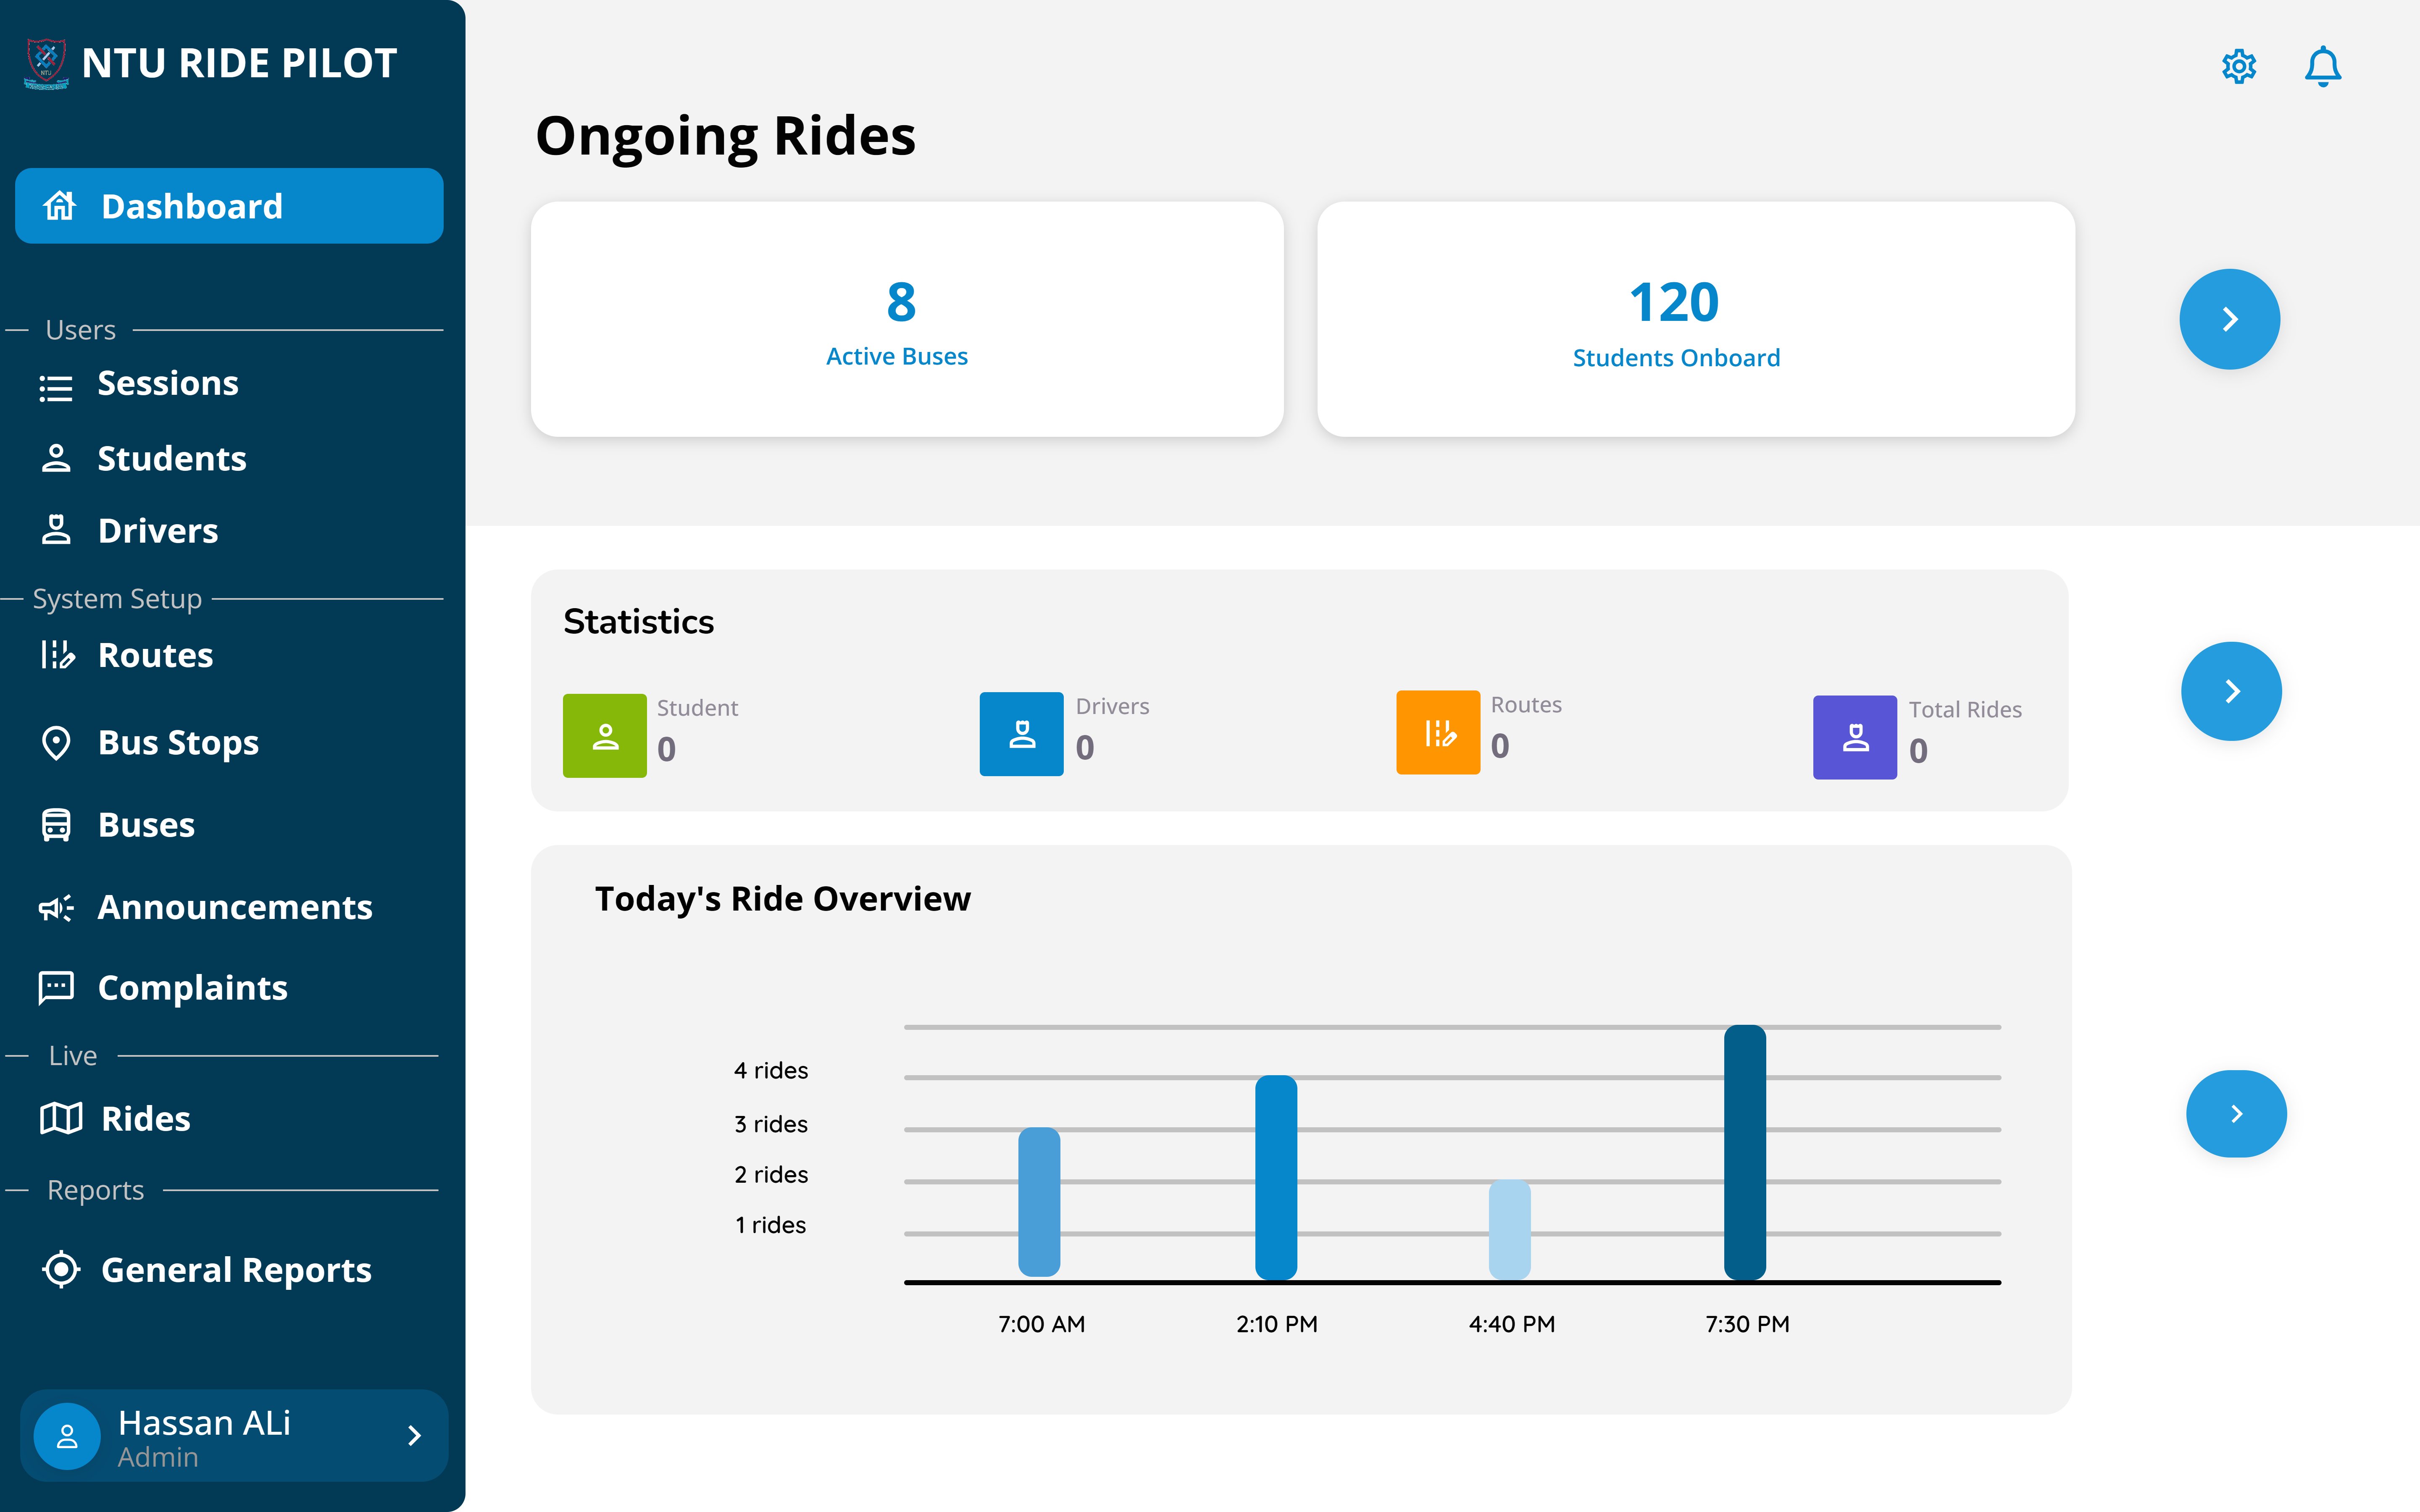 NTU RIDE PILOT
Dashboard
Users
Sessions
Students
Drivers
System Setup
Routes
Bus Stops
Buses
Announcements
Complaints
Live
Rides
Reports
General Reports
Hassan ALi
Admin
Ongoing Rides
8
Active Buses
120
Students Onboard
Statistics
Student
0
Drivers
0
Routes
0
Total Rides
0
Today's Ride Overview
4 rides
3 rides
2 rides
1 rides
7:00 AM
2:10 PM
4:40 PM
7:30 PM
NTU